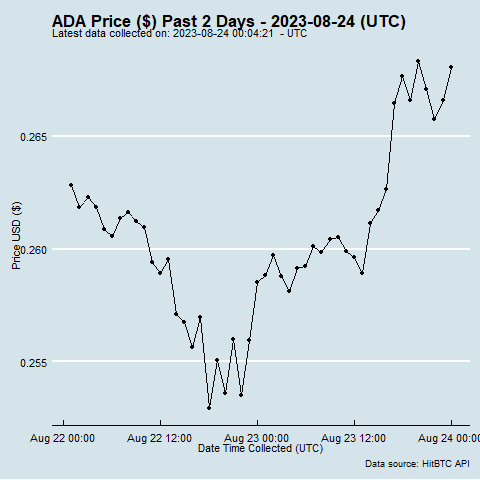 ADA Price ($) Past 2 Days - 2023-08-24 (UTC)
Latest data collected on: 2023-08-24 00:04:21 - UTC
Price USD ($)
0.265
0.260
0.255
Aug 22 00:00 Aug 22 12:00 Aug 23 00:00 Aug 23 12:00 Aug 24 00:00
Date Time Collected (UTC)
Data source: HitBTC API